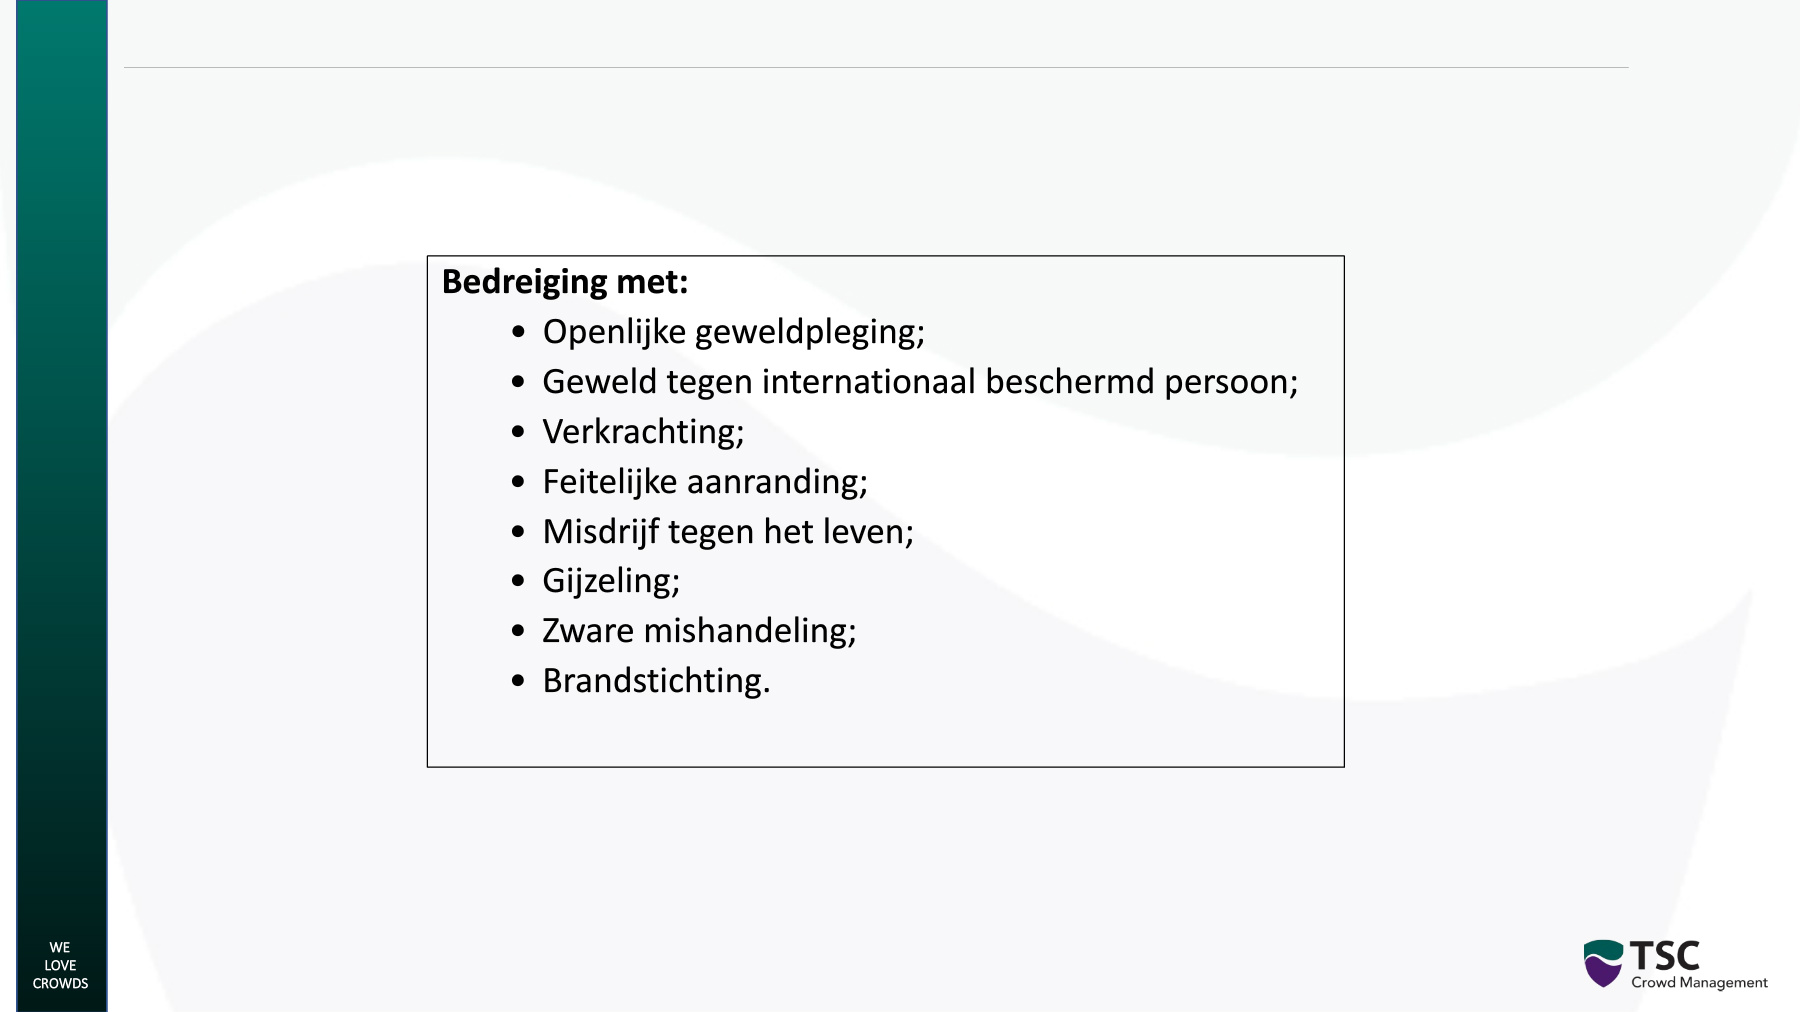 Bedreiging met:
• Openlijke geweldpleging;
• Geweld tegen internationaal beschermd persoon;
• Verkrachting;
• Feitelijke aanranding;
• Misdrijf tegen het leven;
• Gijzeling;
• Zware mishandeling;
• Brandstichting.
WE
LOVE
CROWDS
TSC
Crowd Management